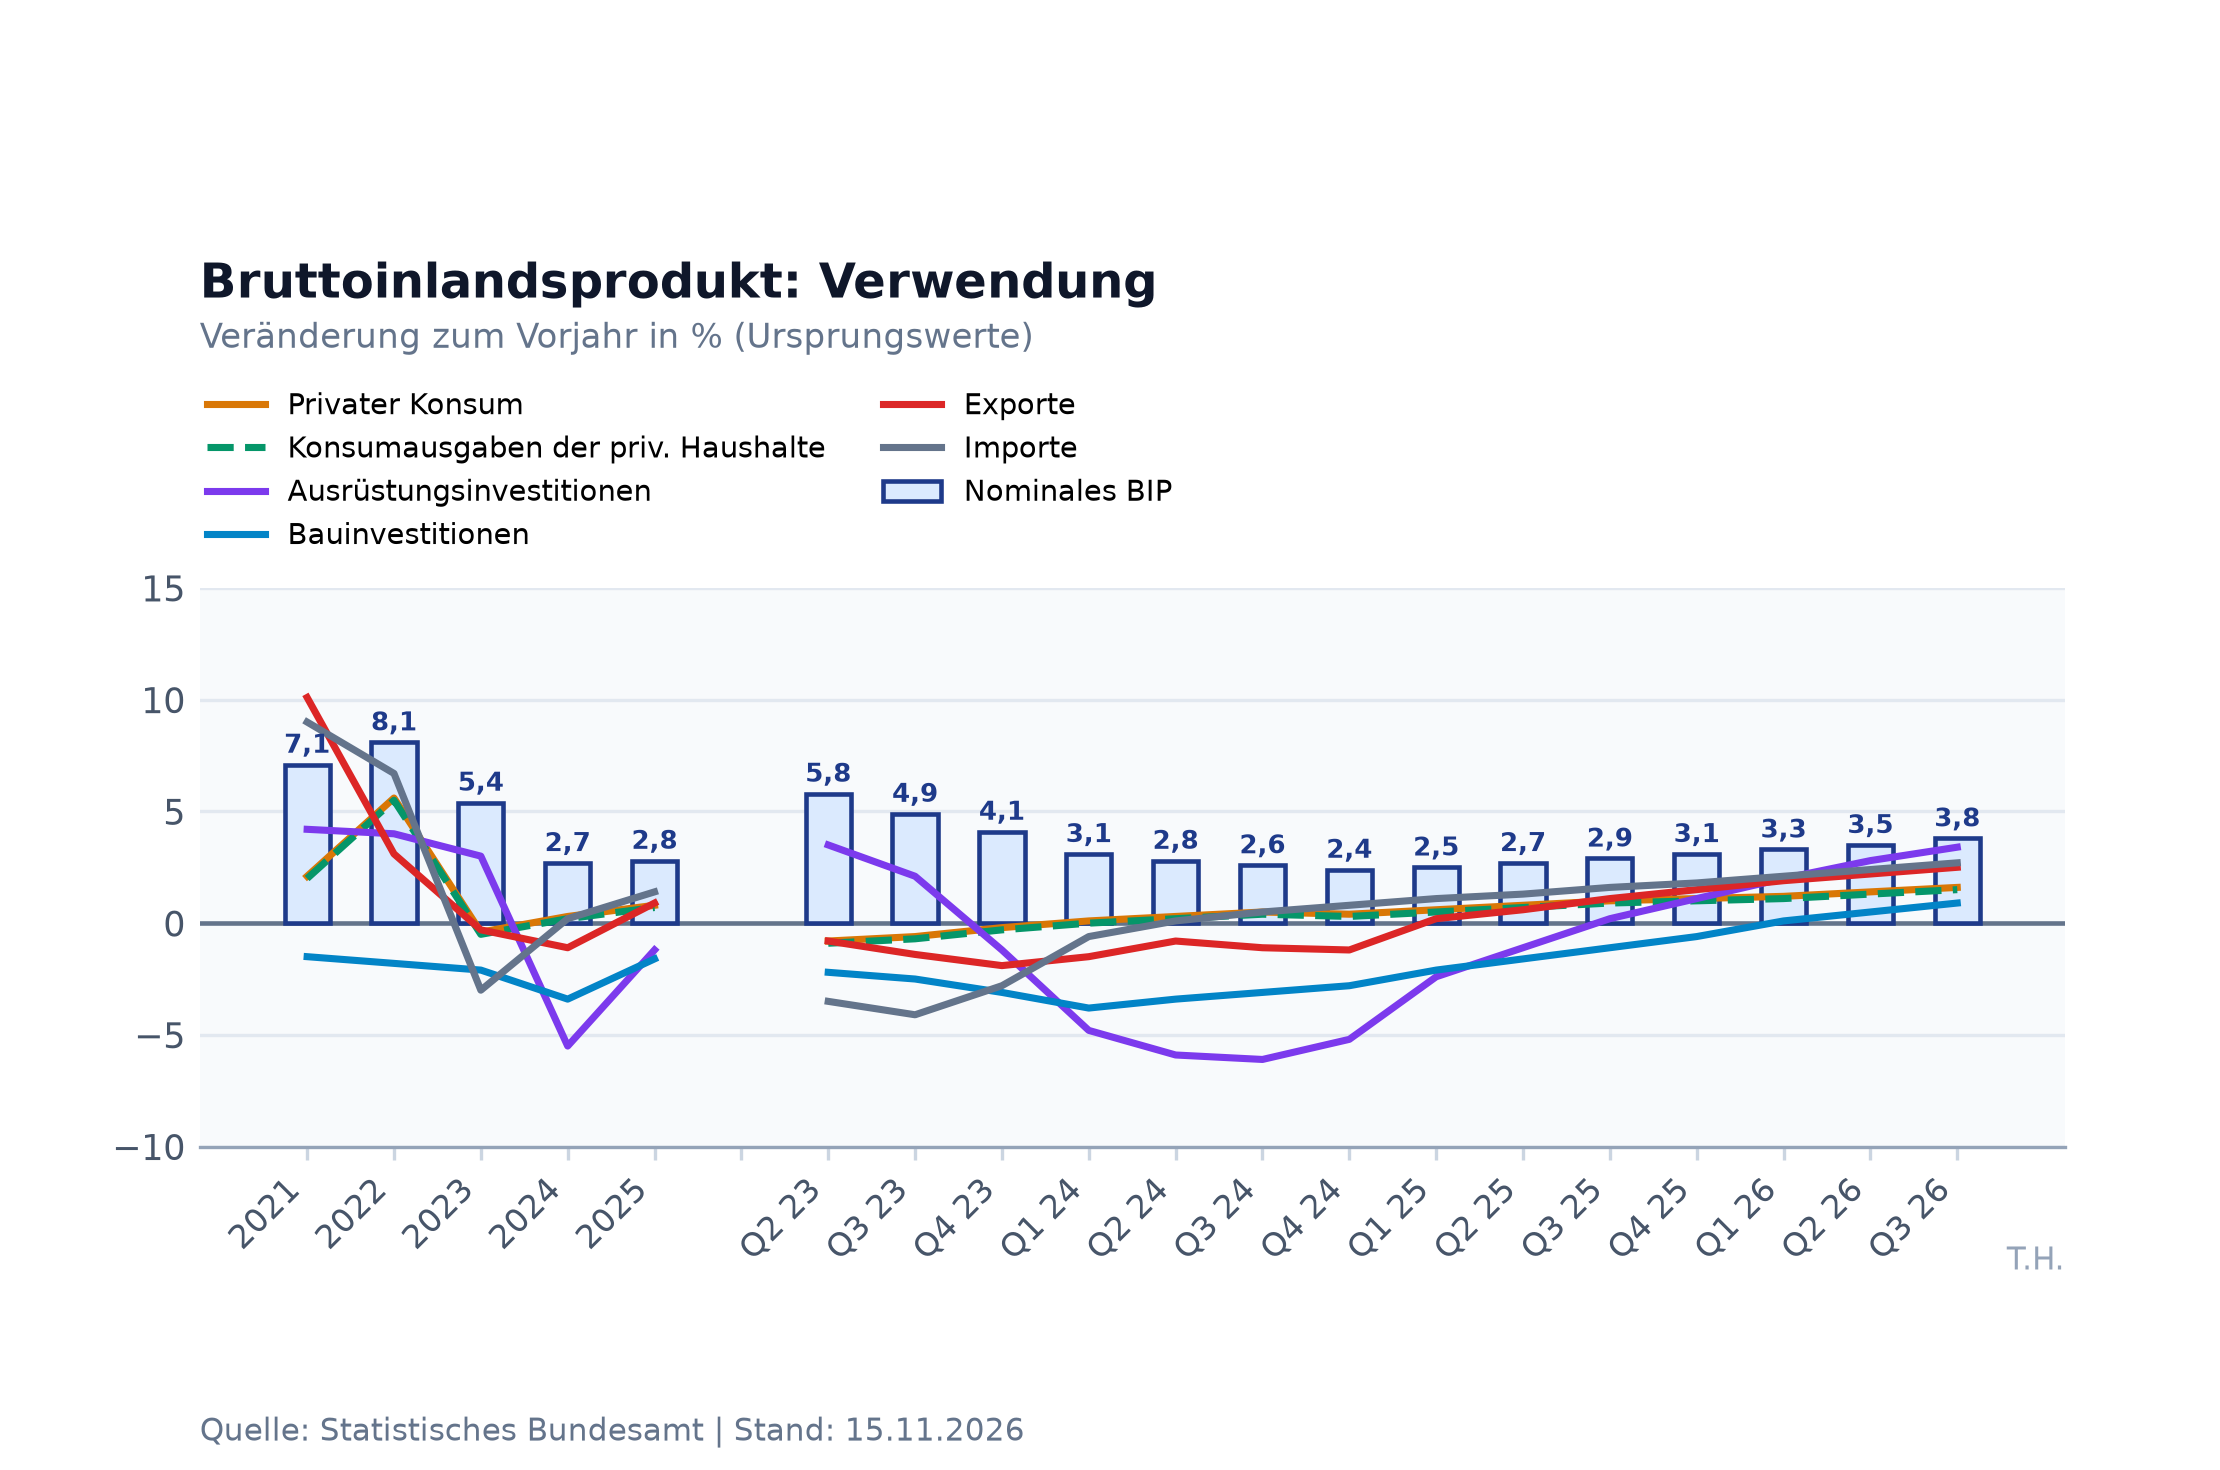 Bruttoinlandsprodukt: Verwendung
Veränderung zum Vorjahr in % (Ursprungswerte)
Privater Konsum
Konsumausgaben der priv. Haushalte
Ausrüstungsinvestitionen
Bauinvestitionen
Exporte
Importe
Nominales BIP
15
10
5
0
−5
−10
7,1
8,1
5,4
2,7
2,8
5,8
4,9
4,1
3,1
2,8
2,6
2,4
2,5
2,7
2,9
3,1
3,3
3,5
3,8
2021
2022
2023
2024
2025
Q2 23
Q3 23
Q4 23
Q1 24
Q2 24
Q3 24
Q4 24
Q1 25
Q2 25
Q3 25
Q4 25
Q1 26
Q2 26
Q3 26
T.H.
Quelle: Statistisches Bundesamt | Stand: 15.11.2026